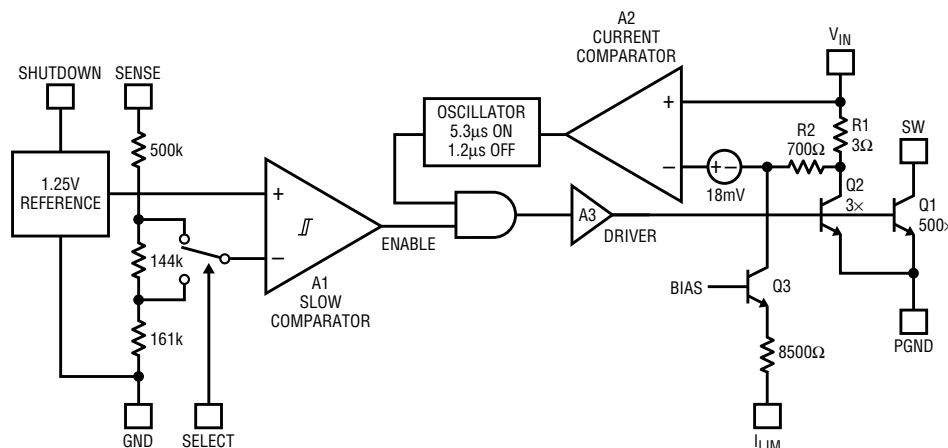 A2
CURRENT
COMPARATOR
VIN
SHUTDOWN
SENSE
OSCILLATOR
5.3µs ON
1.2µs OFF
+
R2
700Ω
R1
3Ω
SW
500k
1.25V
REFERENCE
+
–
+ –
18mV
Q2
3×
Q1
500×
A3
DRIVER
ENABLE
144k
–
A1
SLOW
COMPARATOR
BIAS
Q3
161k
8500Ω
PGND
GND
SELECT
ILIM